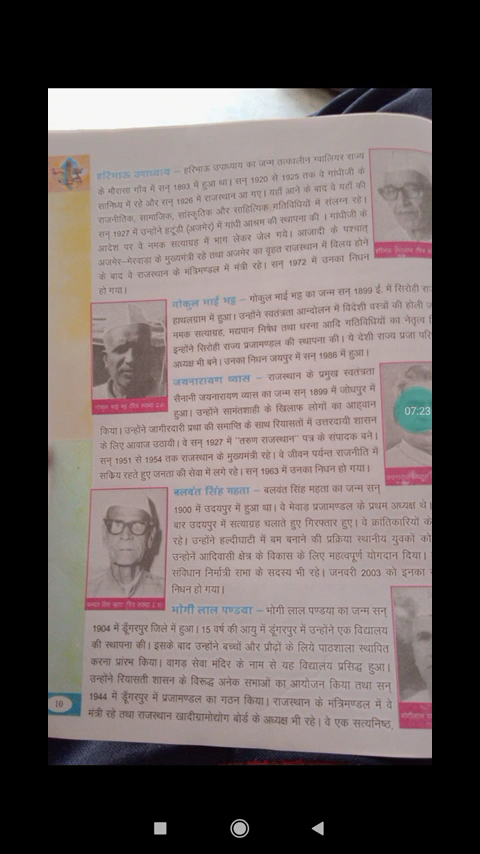 हरिभाऊ उपाध्याय – हरिभाऊ उपाध्याय का जन्म तत्कालीन ग्वालियर राज्य
के भौरासा गाँव में सन् 1893 में हुआ था। सन् 1920 से 1925 तक वे गांधीजी के
सान्निध्य में रहे और सन् 1926 में राजस्थान आ गए। यहाँ आने के बाद वे यहाँ की
राजनीतिक, सामाजिक, सांस्कृतिक और साहित्यिक गतिविधियों में संलग्न रहे।
सन् 1927 में उन्होंने हटूंडी (अजमेर) में गांधी आश्रम की स्थापना की । गांधीजी के
आदेश पर वे नमक सत्याग्रह में भाग लेकर जेल गये। आजादी के पश्चात्
अजमेर–मेरवाड़ा के मुख्यमंत्री रहे तथा अजमेर का वृहत राजस्थान में विलय होने
के बाद वे राजस्थान के मंत्रिमण्डल में मंत्री रहे। सन् 1972 में उनका निधन
हो गया।
गोकुल भाई भट्ट – गोकुल भाई भट्ट का जन्म सन् 1899 ई. में सिरोही
हाथलग्राम में हुआ। उन्होंने स्वतंत्रता आन्दोलन में विदेशी वस्त्रों की होली
नमक सत्याग्रह, मद्यपान निषेध तथा धरना आदि गतिविधियों का नेतृत्व
इन्होंने सिरोही राज्य प्रजामण्डल की स्थापना की। ये देशी राज्य प्रजा
अध्यक्ष भी बने। उनका निधन जयपुर में सन् 1986 में हुआ।
जयनारायण व्यास – राजस्थान के प्रमुख स्वतंत्रता
सैनानी जयनारायण व्यास का जन्म सन् 1899 में जोधपुर में
हुआ। उन्होंने सामंतशाही के खिलाफ लोगों का आह्वान
07:23
किया। उन्होंने जागीरदारी प्रथा की समाप्ति के साथ रियासतों में उत्तरदायी शासन
के लिए आवाज उठायी। वे सन् 1927 में "तरुण राजस्थान" पत्र के संपादक बने।
सन् 1951 से 1954 तक राजस्थान के मुख्यमंत्री रहे। वे जीवन पर्यन्त राजनीति में
सक्रिय रहते हुए जनता की सेवा में लगे रहे। सन् 1963 में उनका निधन हो गया।
बलवंत सिंह महता – बलवंत सिंह महता का जन्म सन्
1900 में उदयपुर में हुआ था। वे मेवाड़ प्रजामण्डल के प्रथम अध्यक्ष थे।
बार उदयपुर में सत्याग्रह चलाते हुए गिरफ्तार हुए। वे क्रांतिकारियों के
रहे। उन्होंने हल्दीघाटी में बम बनाने की प्रक्रिया स्थानीय युवकों को
उन्होनें आदिवासी क्षेत्र के विकास के लिए महत्वपूर्ण योगदान दिया।
संविधान निर्मात्री सभा के सदस्य भी रहे। जनवरी 2003 को इनका
निधन हो गया।
भोगी लाल पण्डया – भोगी लाल पण्डया का जन्म सन्
1904 में डूँगरपुर जिले में हुआ। 15 वर्ष की आयु में डूंगरपुर में उन्होंने एक विद्यालय
की स्थापना की। इसके बाद उन्होंने बच्चों और प्रौढ़ों के लिये पाठशाला स्थापित
करना प्रारंभ किया। वागड़ सेवा मंदिर के नाम से यह विद्यालय प्रसिद्ध हुआ।
उन्होंने रियासती शासन के विरूद्ध अनेक सभाओं का आयोजन किया तथा सन्
1944 में डूँगरपुर में प्रजामण्डल का गठन किया। राजस्थान के मंत्रिमण्डल में वे
मंत्री रहे तथा राजस्थान खादीग्रामोद्योग बोर्ड के अध्यक्ष भी रहे। वे एक सत्यनिष्ठ,
10